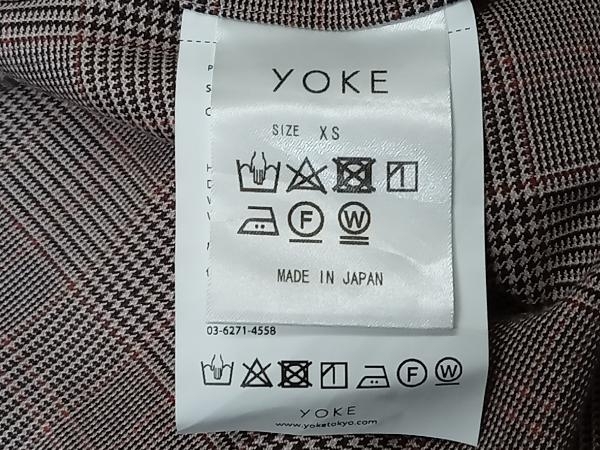 YOKE
SIZE XS
F W
MADE IN JAPAN
03-6271-4558
F W
YOKE
www.yoketokyo.com